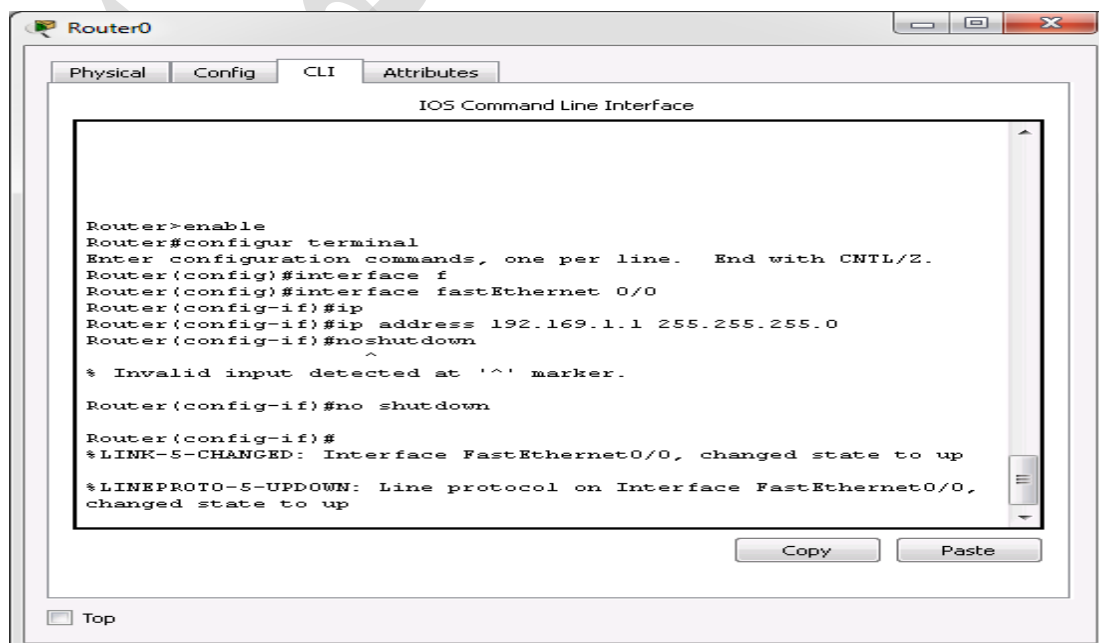 Router0
Physical Config CLI Attributes
IOS Command Line Interface
Router>enable
Router#configur terminal
Enter configuration commands, one per line. End with CNTL/Z.
Router(config)#interface f
Router(config)#interface fastEthernet 0/0
Router(config-if)#ip
Router(config-if)#ip address 192.169.1.1 255.255.255.0
Router(config-if)#noshutdown
^
% Invalid input detected at '^' marker.
Router(config-if)#no shutdown
Router(config-if)#
%LINK-5-CHANGED: Interface FastEthernet0/0, changed state to up
%LINEPROTO-5-UPDOWN: Line protocol on Interface FastEthernet0/0,
changed state to up
Copy Paste
Top